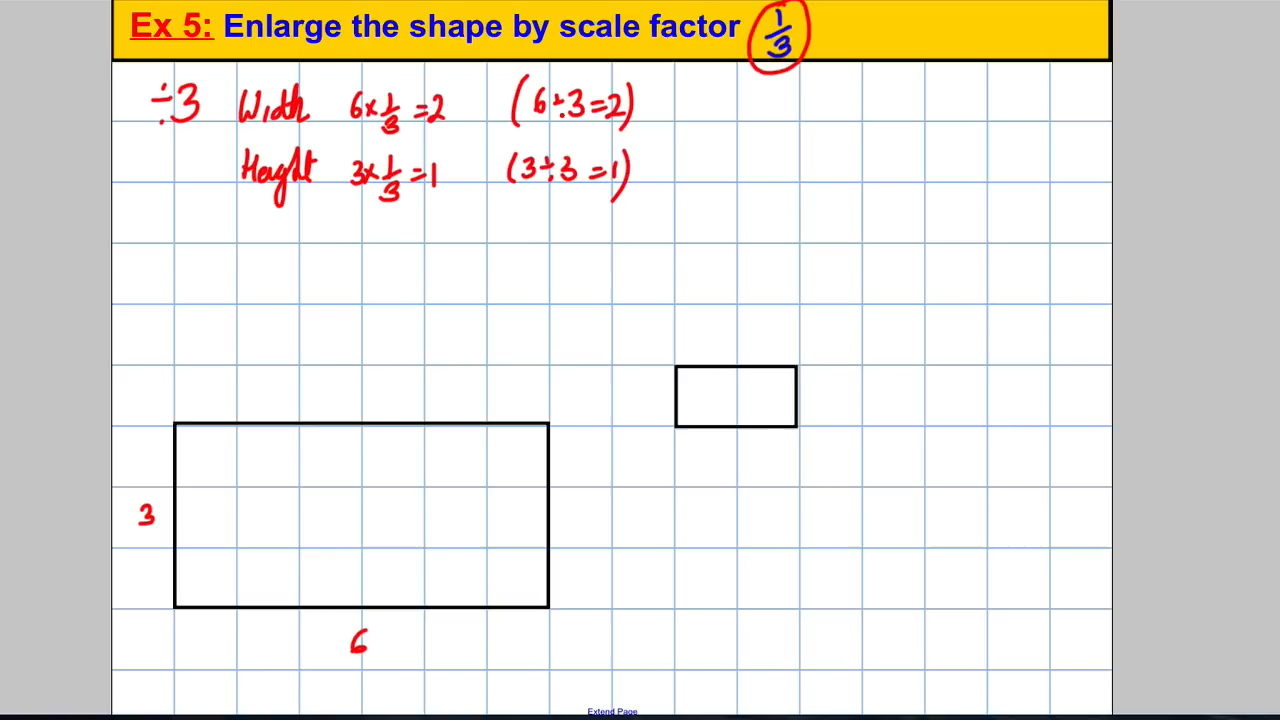 Ex 5: Enlarge the shape by scale factor 1/3
÷3 Width 6 × 1/3 = 2 (6 ÷ 3 = 2)
Height 3 × 1/3 = 1 (3 ÷ 3 = 1)
3
6
Extend Page